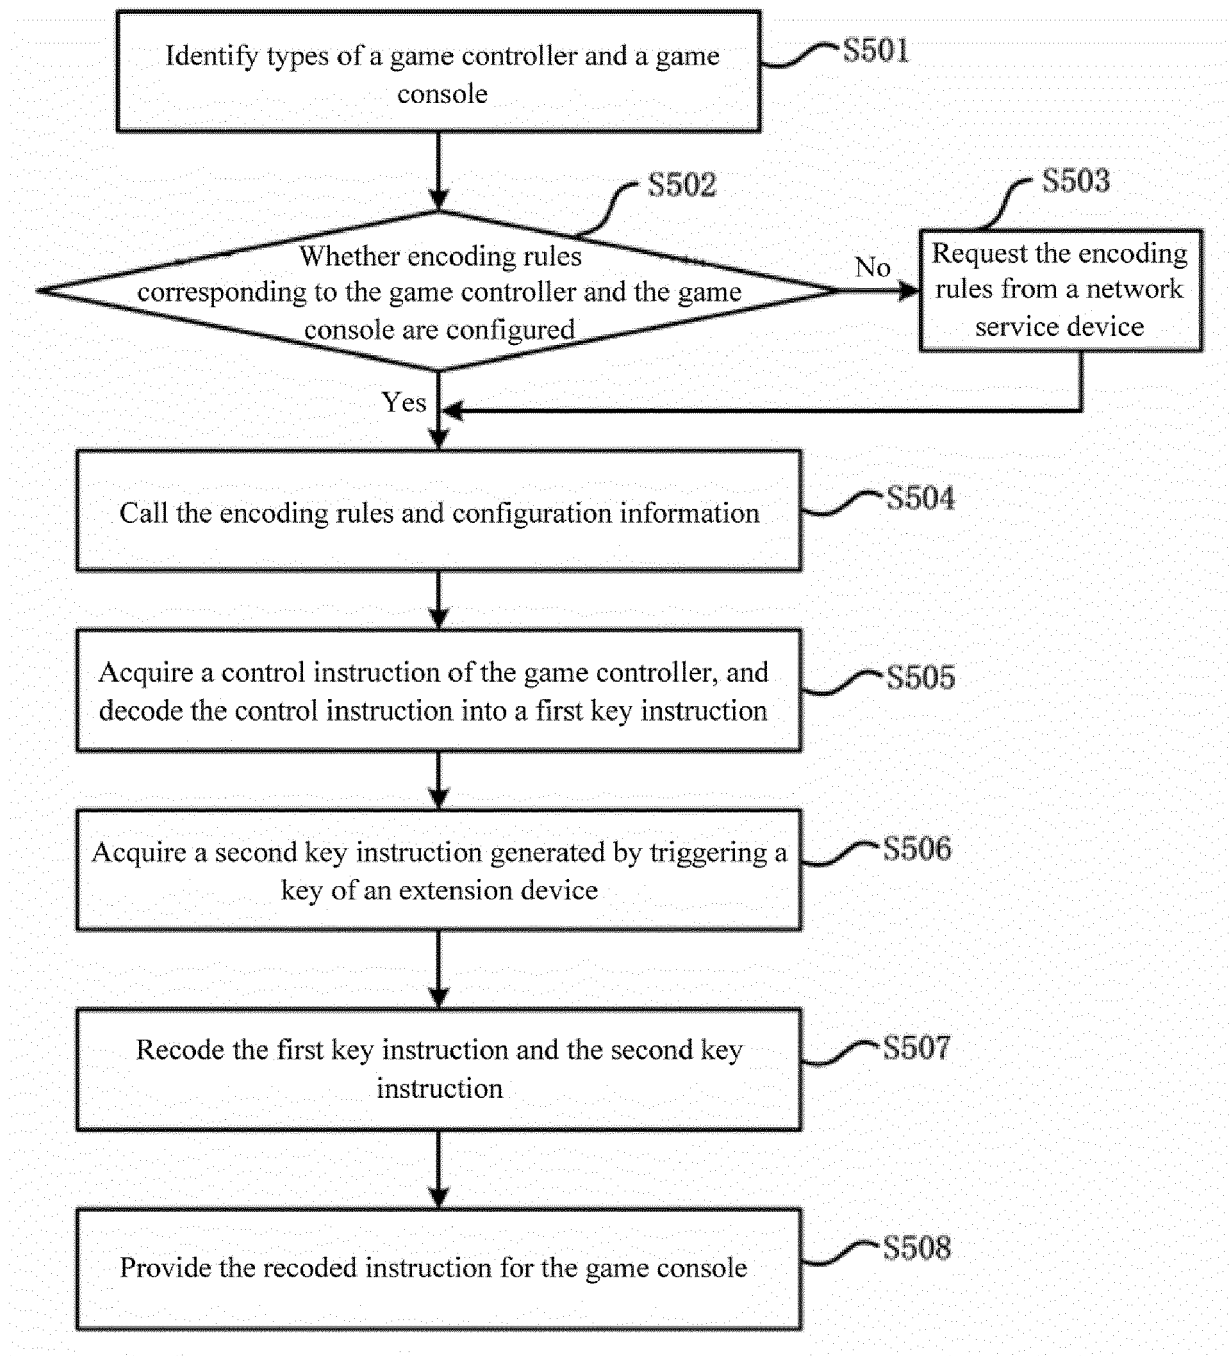 Identify types of a game controller and a game
console
S501
S502
Whether encoding rules
corresponding to the game controller and the game
console are configured
No
S503
Request the encoding
rules from a network
service device
Yes
Call the encoding rules and configuration information
S504
Acquire a control instruction of the game controller, and
decode the control instruction into a first key instruction
S505
Acquire a second key instruction generated by triggering a
key of an extension device
S506
Recode the first key instruction and the second key
instruction
S507
Provide the recoded instruction for the game console
S508